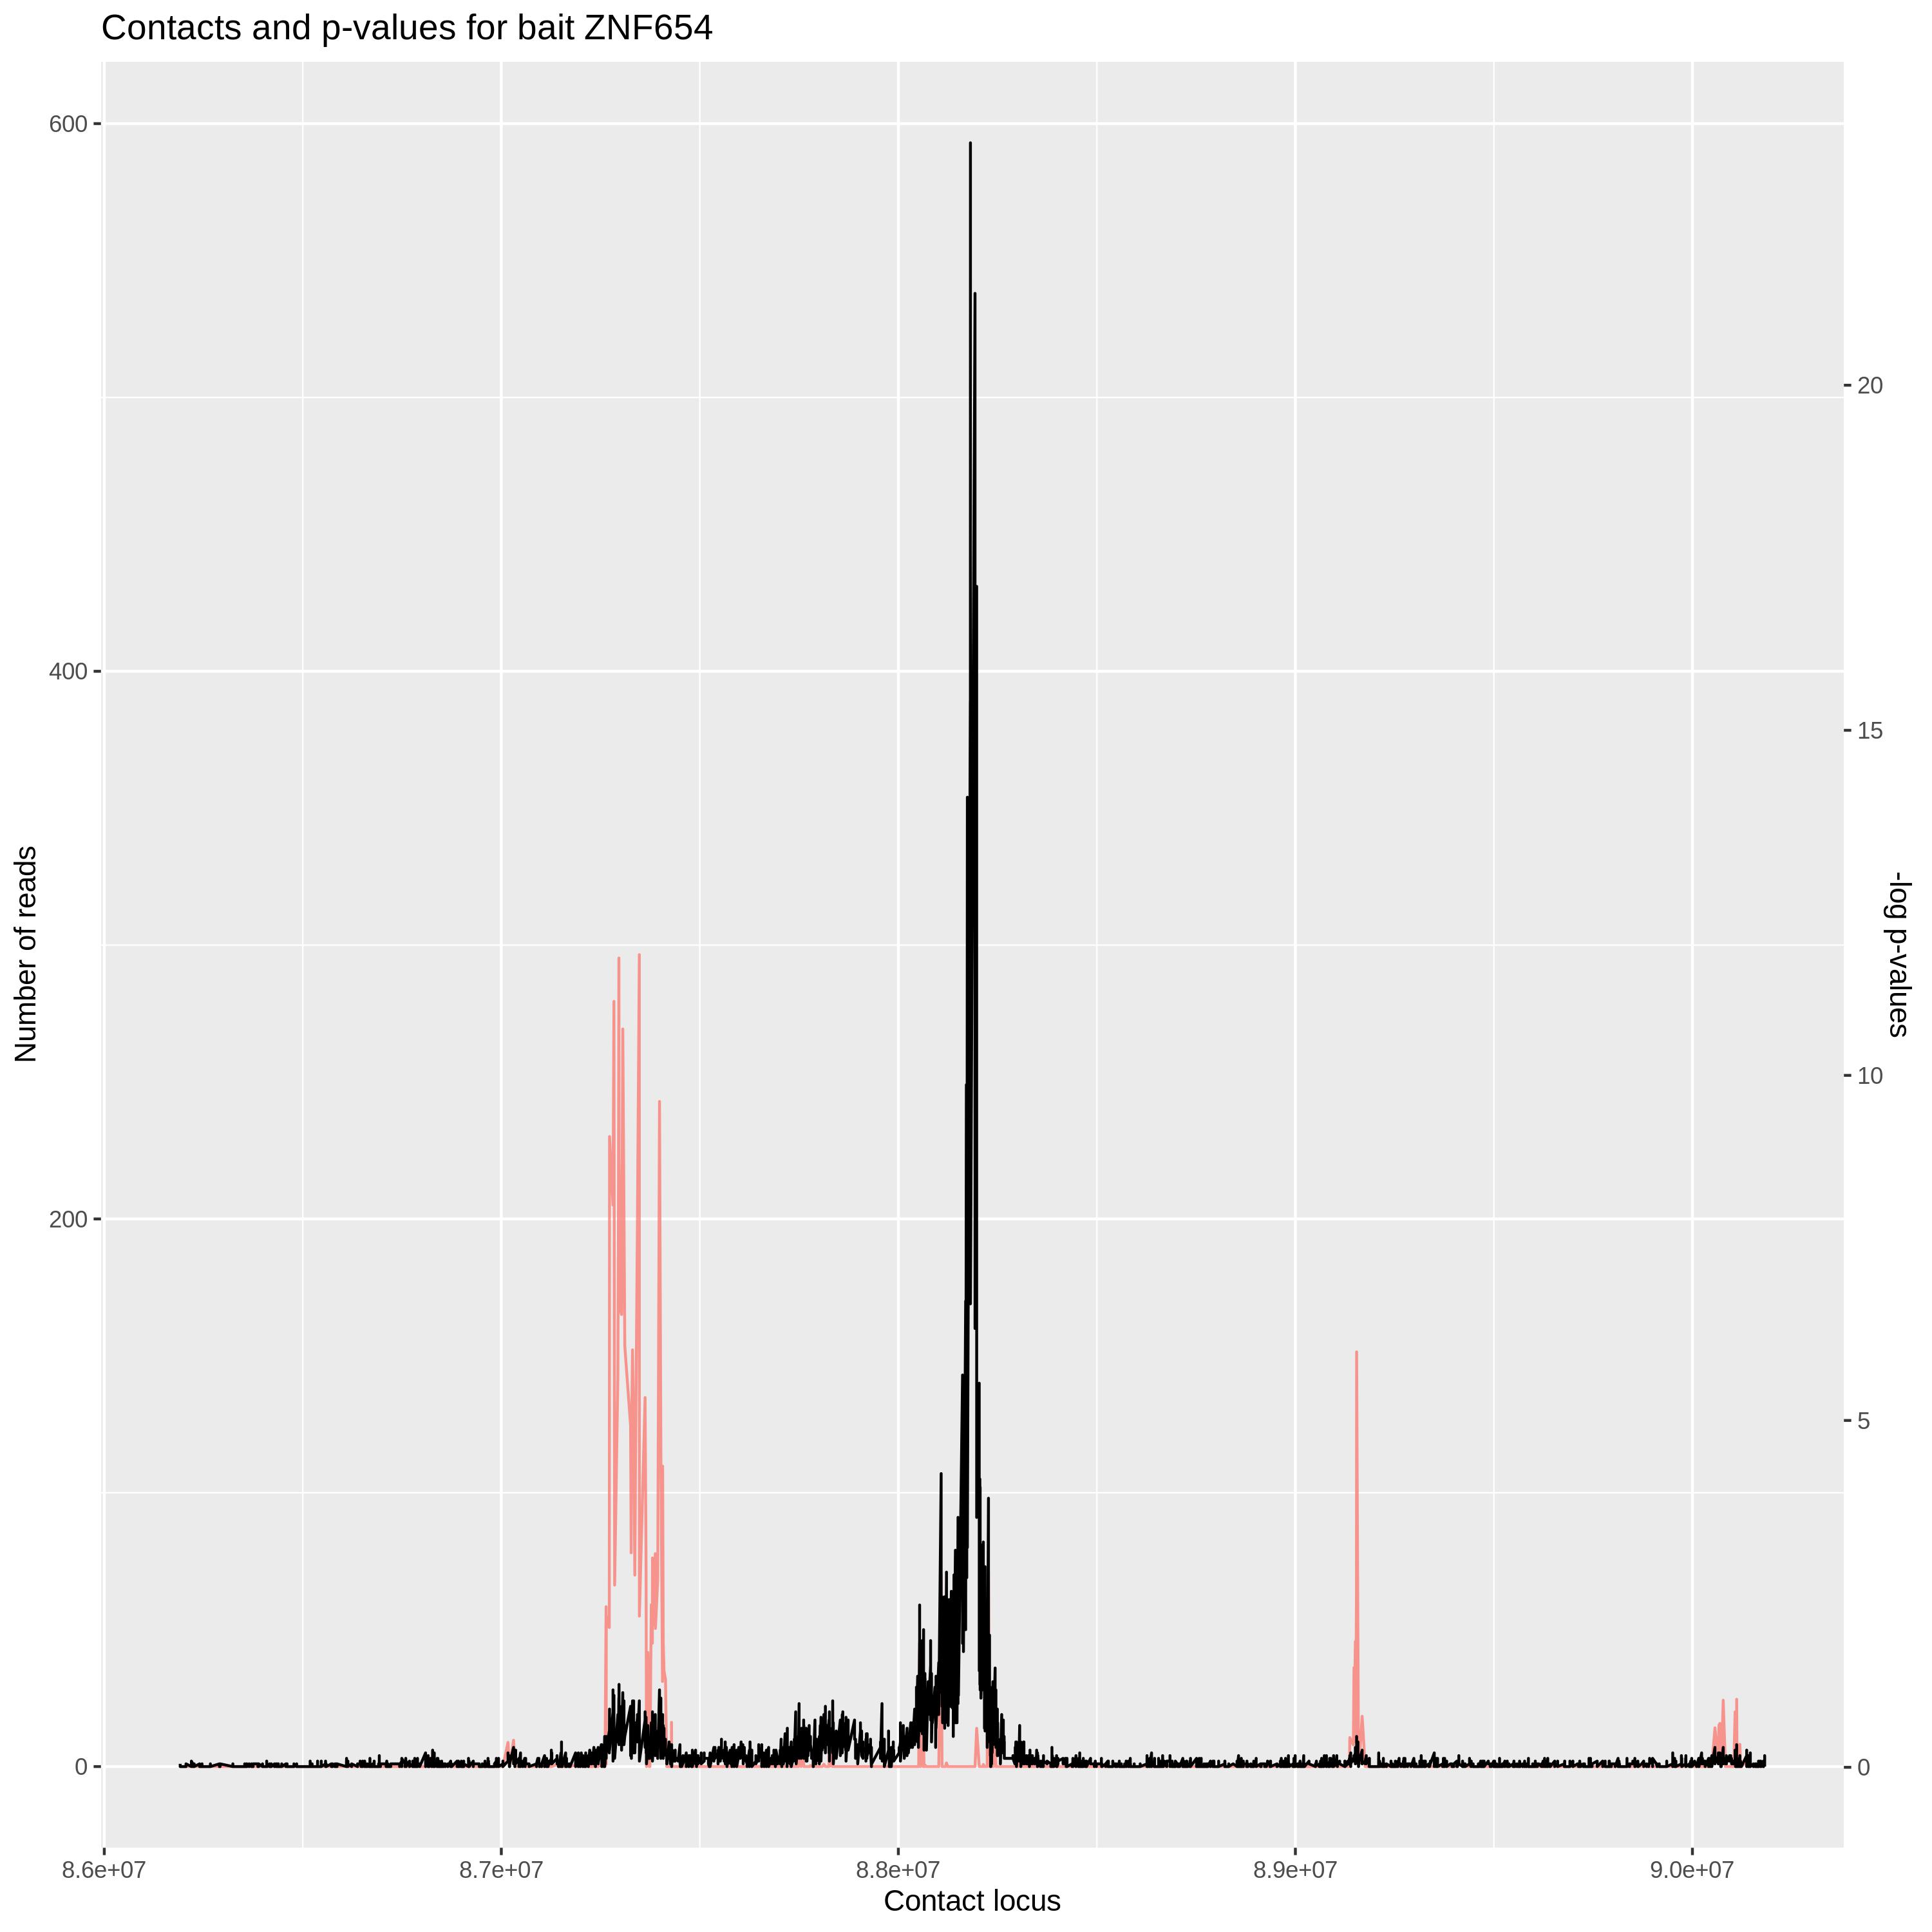 Contacts and p-values for bait ZNF654
600
400
200
0
Number of reads
20
15
10
5
0
-log p-values
8.6e+07
8.7e+07
8.8e+07
8.9e+07
9.0e+07
Contact locus